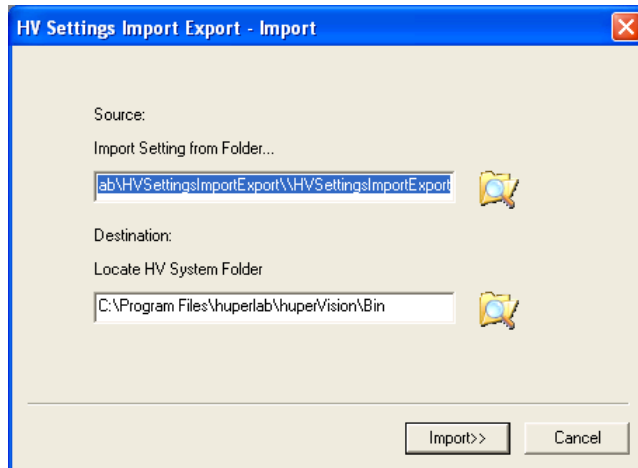 HV Settings Import Export - Import
Source:
Import Setting from Folder...
ab\HVSettingsImportExport\\HVSettingsImportExport
Destination:
Locate HV System Folder
C:\Program Files\huperlab\huperVision\Bin
Import>>
Cancel